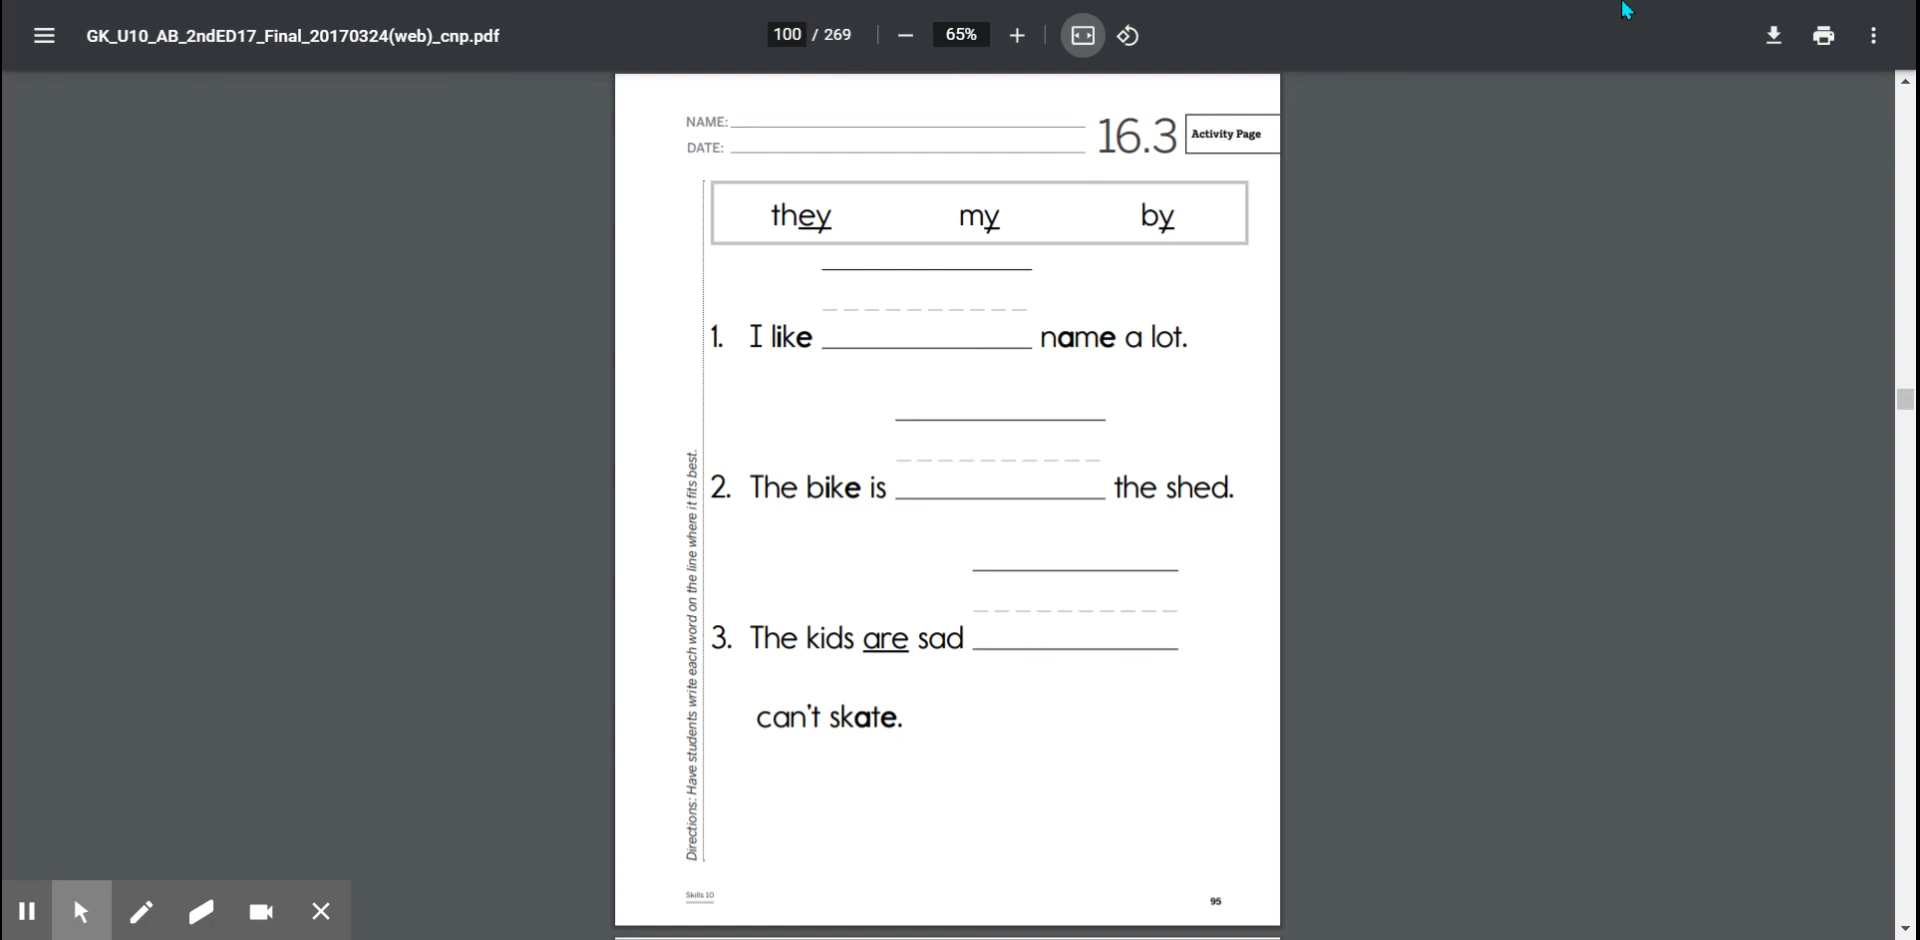 GK_U10_AB_2ndED17_Final_20170324(web)_cnp.pdf
100 / 269
65%
NAME:
DATE:
16.3
Activity Page
they my by
1. I like name a lot.
2. The bike is the shed.
3. The kids are sad
can't skate.
Directions: Have students write each word on the line where it fits best.
Skills 10
95